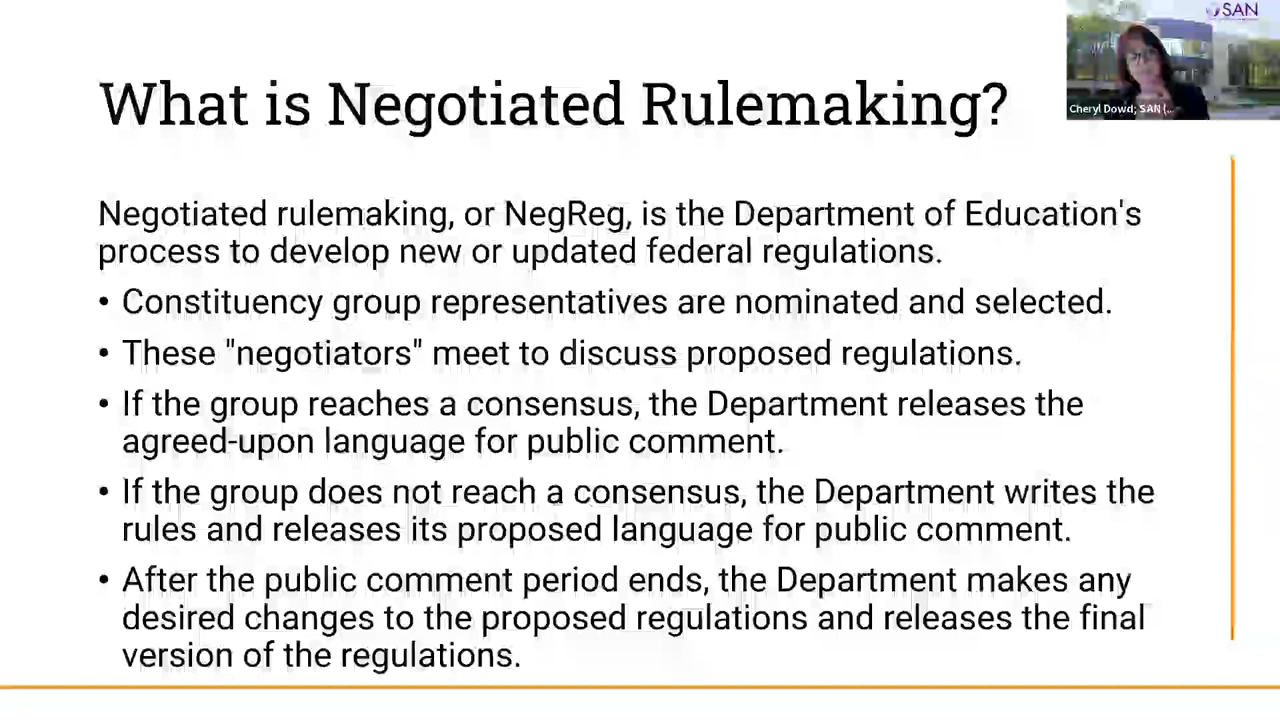 SAN
What is Negotiated Rulemaking?
Cheryl Dowd; SAN (...
Negotiated rulemaking, or NegReg, is the Department of Education's
process to develop new or updated federal regulations.
• Constituency group representatives are nominated and selected.
• These "negotiators" meet to discuss proposed regulations.
• If the group reaches a consensus, the Department releases the
agreed-upon language for public comment.
• If the group does not reach a consensus, the Department writes the
rules and releases its proposed language for public comment.
• After the public comment period ends, the Department makes any
desired changes to the proposed regulations and releases the final
version of the regulations.